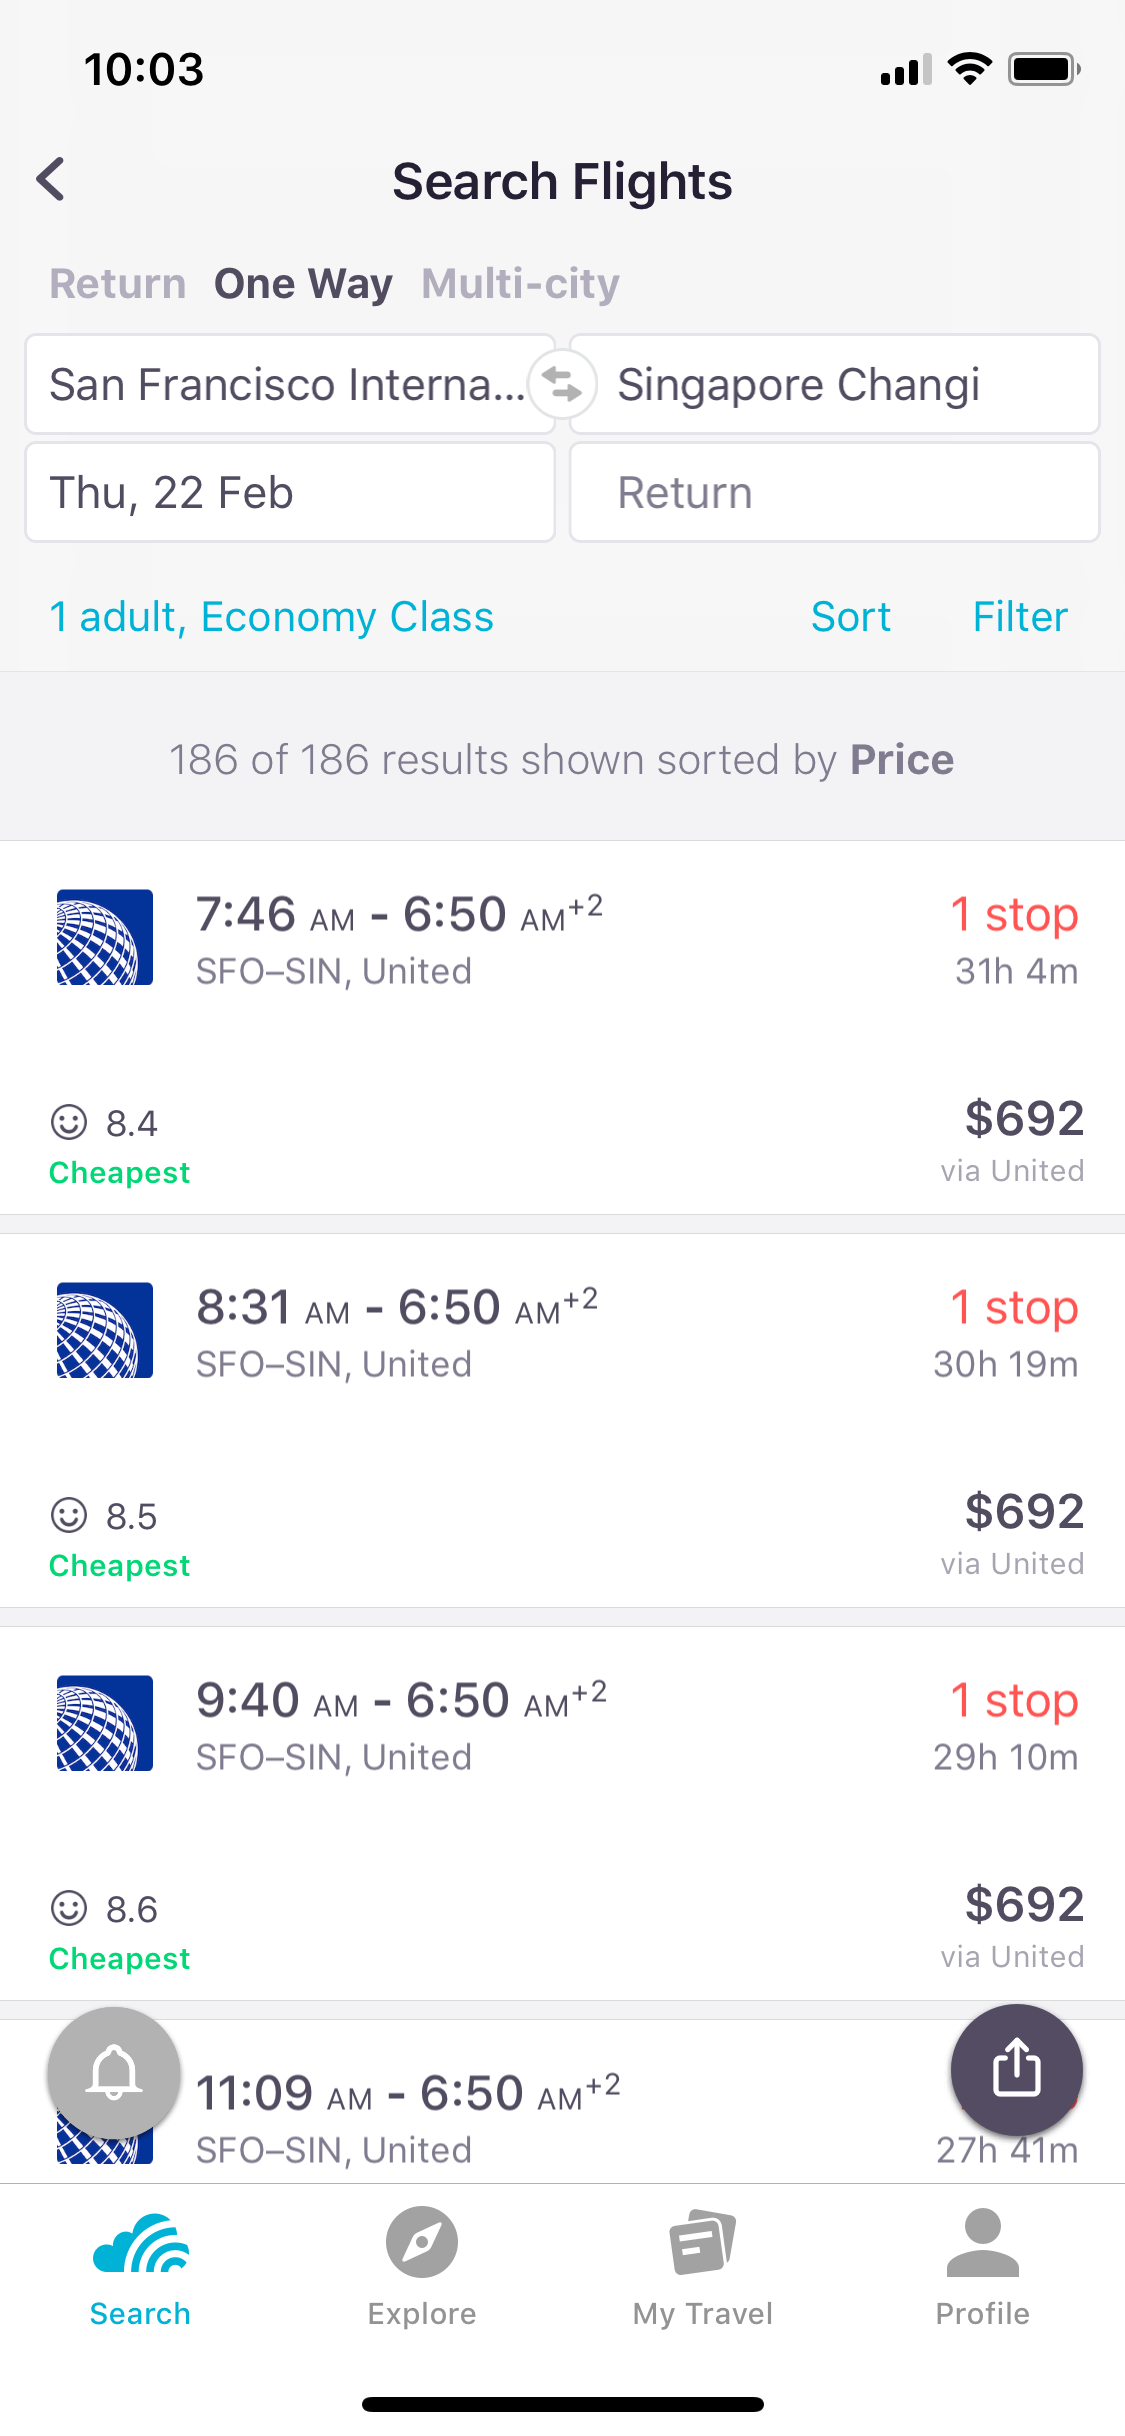 10:03
Search Flights
Return One Way Multi-city
San Francisco Interna... Singapore Changi
Thu, 22 Feb Return
1 adult, Economy Class Sort Filter
186 of 186 results shown sorted by Price
7:46 AM - 6:50 AM+2 1 stop
SFO–SIN, United 31h 4m
8.4 $692
Cheapest via United
8:31 AM - 6:50 AM+2 1 stop
SFO–SIN, United 30h 19m
8.5 $692
Cheapest via United
9:40 AM - 6:50 AM+2 1 stop
SFO–SIN, United 29h 10m
8.6 $692
Cheapest via United
11:09 AM - 6:50 AM+2
SFO–SIN, United 27h 41m
Search Explore My Travel Profile